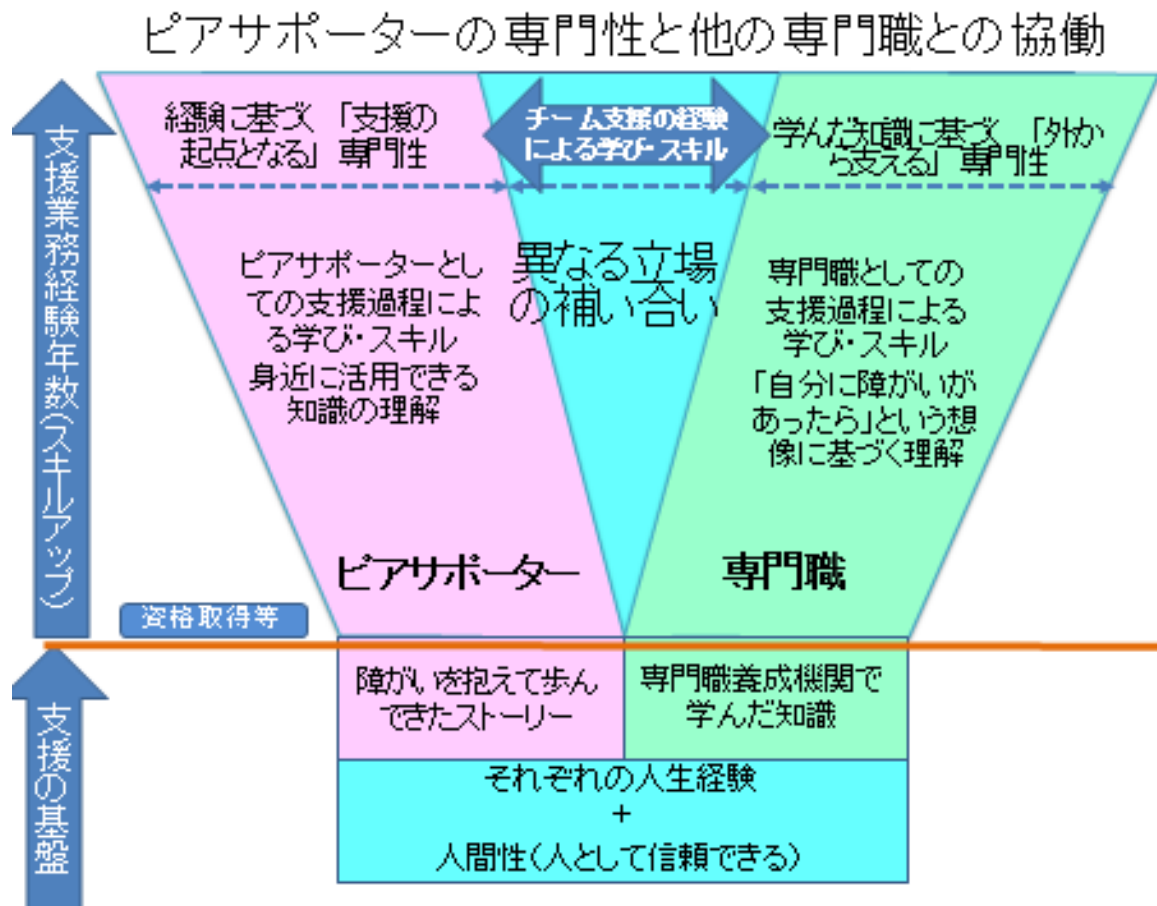 ピアサポーターの専門性と他の専門職との協働
支援業務経験年数(スキルアップ)
経験に基づく「支援の
起点となる」専門性
チーム支援の経験
による学び・スキル
学んだ知識に基づく「外か
ら支える」専門性
ピアサポーターとし
ての支援過程によ
る学び・スキル
身近に活用できる
知識の理解
異なる立場
の補い合い
専門職としての
支援過程による
学び・スキル
「自分に障がいが
あったら」という想
像に基づく理解
ピアサポーター
専門職
資格取得等
支援の基盤
障がいを抱えて歩ん
できたストーリー
専門職養成機関で
学んだ知識
それぞれの人生経験
+
人間性(人として信頼できる)